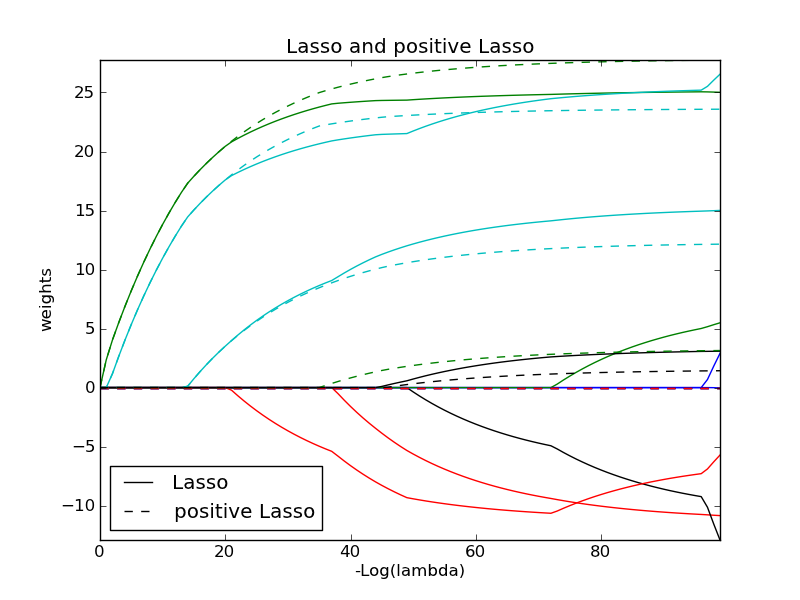 Lasso and positive Lasso
25
20
15
10
5
0
−5
−10
weights
Lasso
positive Lasso
0 20 40 60 80
-Log(lambda)